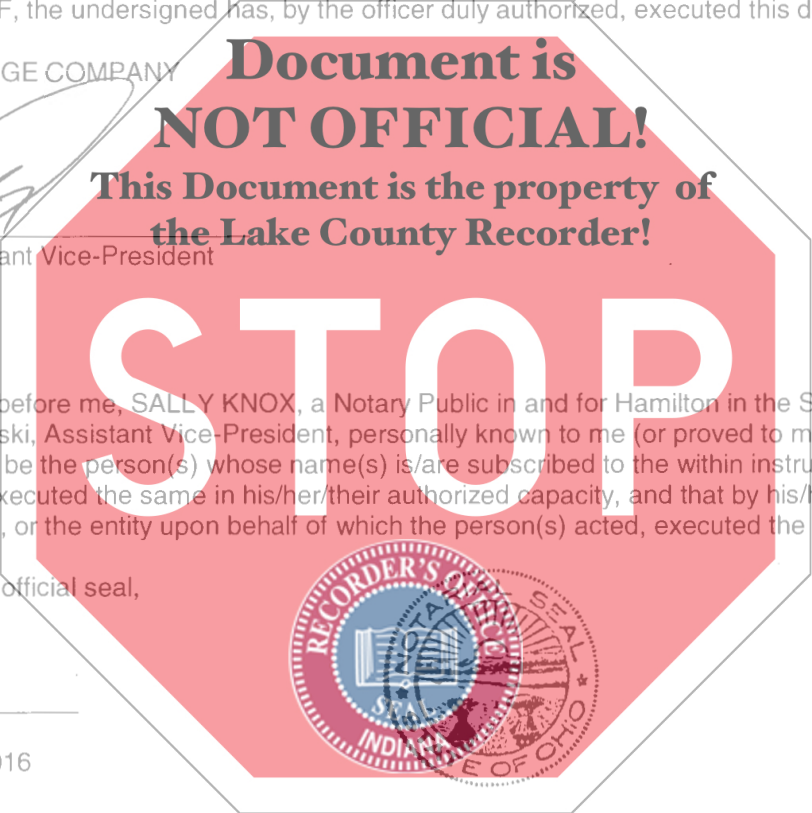 F, the undersigned has, by the officer duly authorized, executed this d
GE COMPANY
Document is
NOT OFFICIAL!
This Document is the property of
the Lake County Recorder!
ant Vice-President
STOP
before me, SALLY KNOX, a Notary Public in and for Hamilton in the S
ski, Assistant Vice-President, personally known to me (or proved to m
be the person(s) whose name(s) is/are subscribed to the within instru
xecuted the same in his/her/their authorized capacity, and that by his/h
, or the entity upon behalf of which the person(s) acted, executed the
official seal,
RECORDER'S OFFICE
SEAL
INDIANA
SEAL
OF OHIO
016